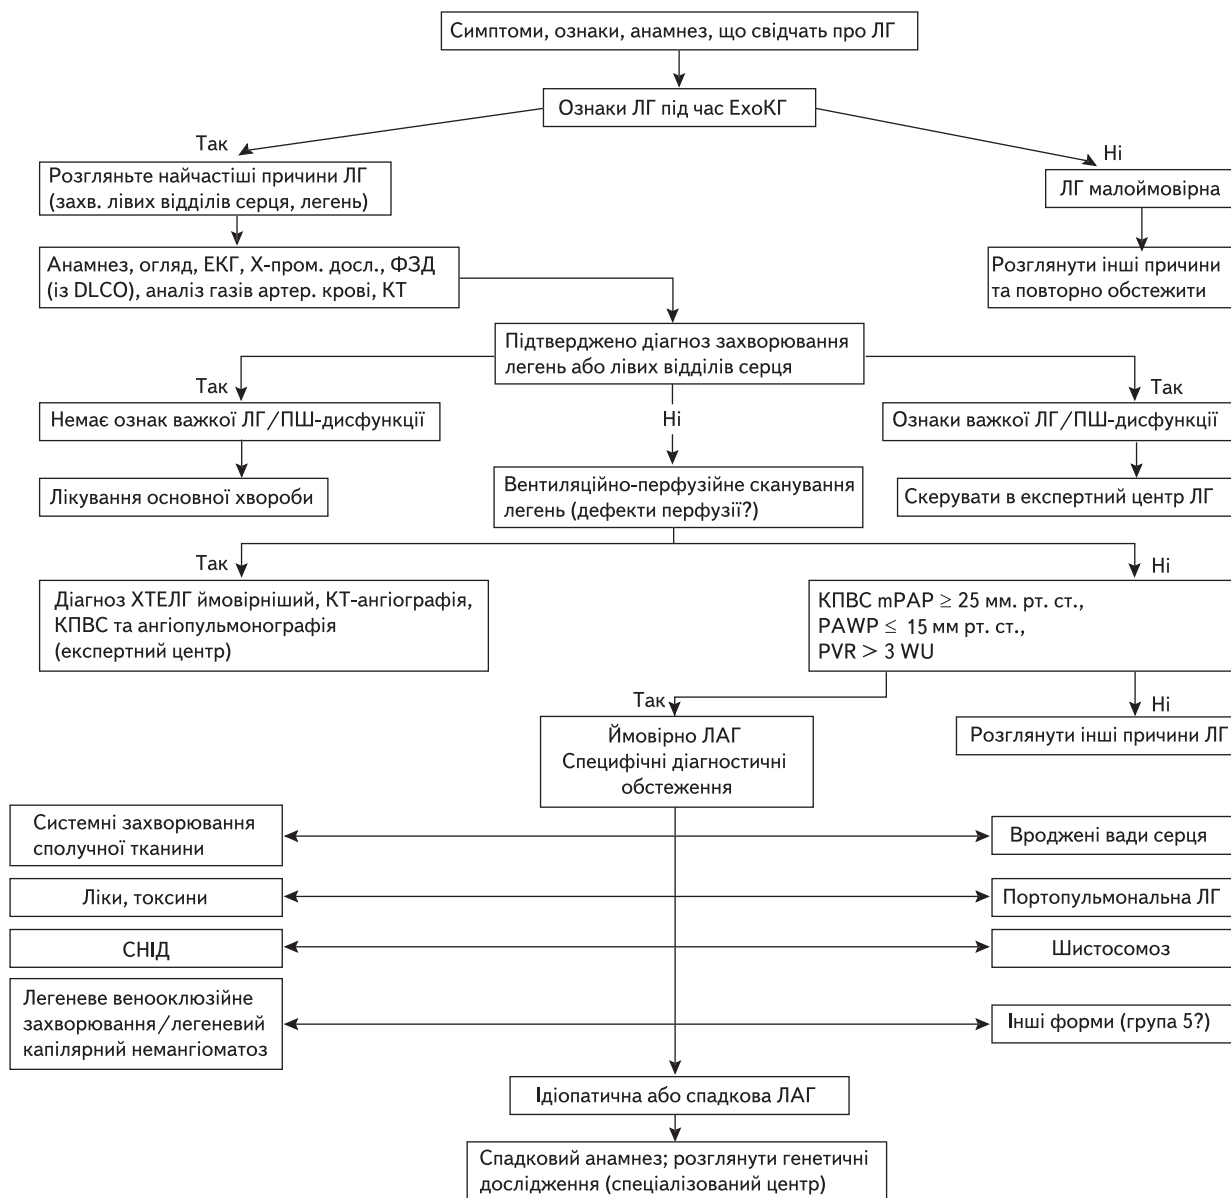 Симптоми, ознаки, анамнез, що свідчать про ЛГ
Ознаки ЛГ під час ЕхоКГ
Так
Ні
Розгляньте найчастіші причини ЛГ
(захв. лівих відділів серця, легень)
ЛГ малоймовірна
Анамнез, огляд, ЕКГ, Х-пром. досл., ФЗД
(із DLCO), аналіз газів артер. крові, КТ
Розглянути інші причини
та повторно обстежити
Підтверджено діагноз захворювання
легень або лівих відділів серця
Так
Ні
Так
Немає ознак важкої ЛГ/ПШ-дисфункції
Ознаки важкої ЛГ/ПШ-дисфункції
Лікування основної хвороби
Вентиляційно-перфузійне сканування
легень (дефекти перфузії?)
Скерувати в експертний центр ЛГ
Так
Ні
Діагноз ХТЕЛГ ймовірніший, КТ-ангіографія,
КПВС та ангіопульмонографія
(експертний центр)
КПВС mPAP ≥ 25 мм. рт. ст.,
PAWP ≤ 15 мм рт. ст.,
PVR > 3 WU
Так
Ні
Ймовірно ЛАГ
Специфічні діагностичні
обстеження
Розглянути інші причини ЛГ
Системні захворювання
сполучної тканини
Вроджені вади серця
Ліки, токсини
Портопульмональна ЛГ
СНІД
Шистосомоз
Легеневе венооклюзійне
захворювання/легеневий
капілярний немангіоматоз
Інші форми (група 5?)
Ідіопатична або спадкова ЛАГ
Спадковий анамнез; розглянути генетичні
дослідження (спеціалізований центр)